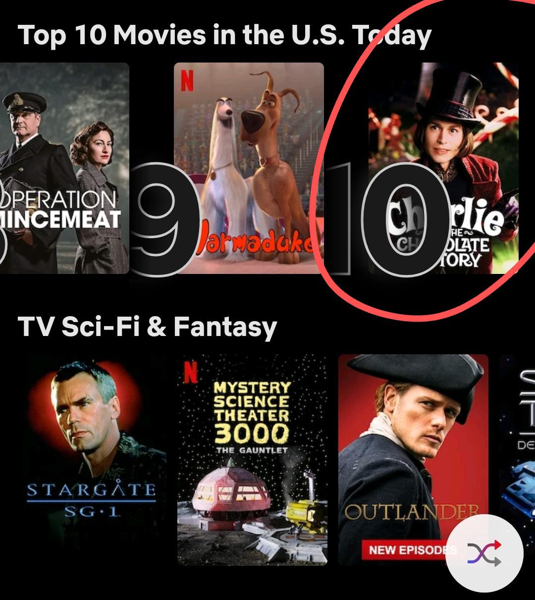 Top 10 Movies in the U.S. Today
N
OPERATION
MINCEMEAT
9
Marmaduke
10
Charlie
THE
CHOCOLATE
TV Sci-Fi & Fantasy
STARGATE
SG·1
N
MYSTERY
SCIENCE
THEATER
3000
THE GAUNTLET
OUTLANDER
NEW EPISODES